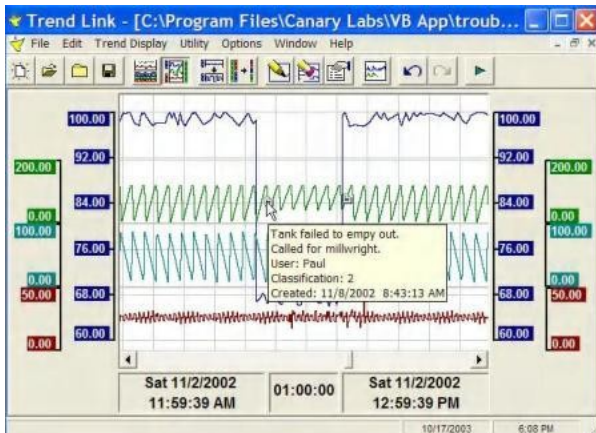 Trend Link - [C:\Program Files\Canary Labs\VB App\troub...
File Edit Trend Display Utility Options Window Help
100.00
100.00
92.00
92.00
200.00
200.00
84.00
84.00
0.00
0.00
100.00
100.00
Tank failed to empy out.
Called for millwright.
User: Paul
Classification: 2
Created: 11/8/2002 8:43:13 AM
76.00
76.00
0.00
0.00
50.00
68.00
68.00
50.00
0.00
60.00
60.00
0.00
Sat 11/2/2002
11:59:39 AM
01:00:00
Sat 11/2/2002
12:59:39 PM
10/17/2003
6:08 PM